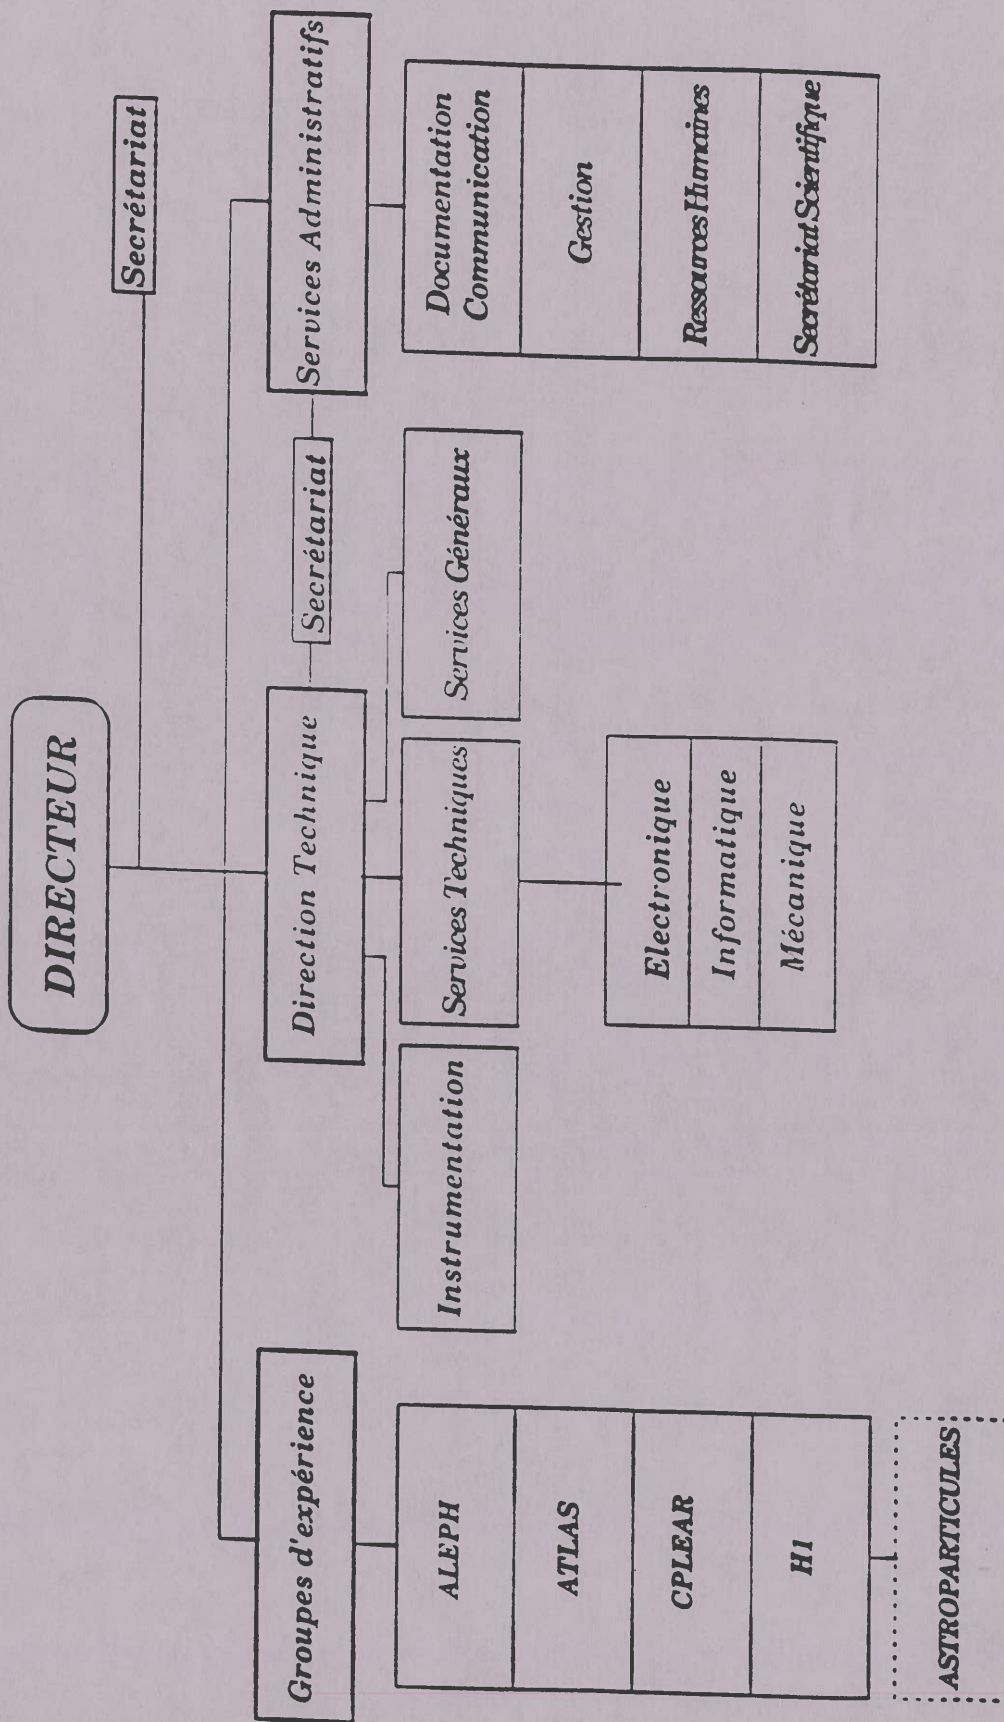 DIRECTEUR
Secrétariat
Groupes d'expérience
Direction Technique
Secrétariat
Services Administratifs
ALEPH
ATLAS
CPLEAR
H1
ASTROPARTICULES
Instrumentation
Services Techniques
Services Généraux
Electronique
Informatique
Mécanique
Documentation
Communication
Gestion
Ressources Humaines
Secrétariat Scientifique